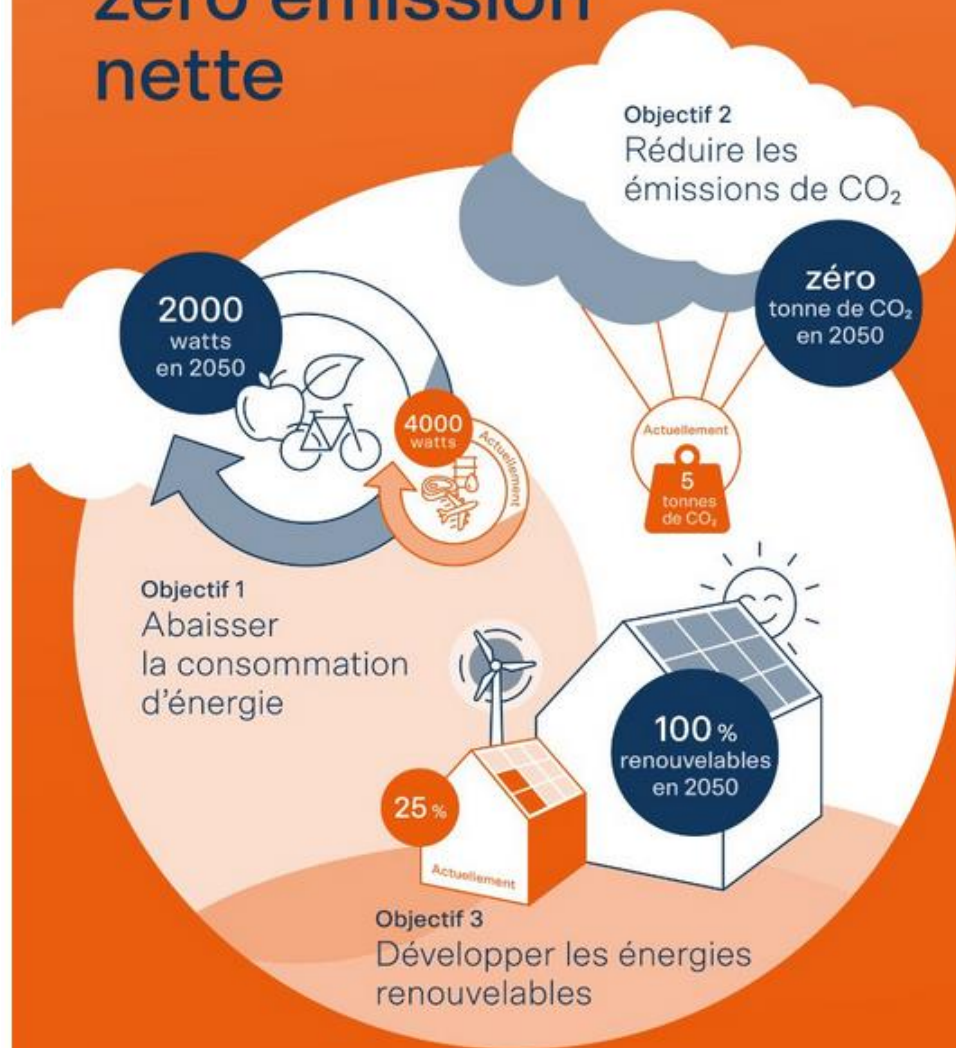 zéro émission
nette
Objectif 2
Réduire les
émissions de CO₂
zéro
tonne de CO₂
en 2050
Actuellement
5
tonnes
de CO₂
2000
watts
en 2050
4000
watts
Actuellement
Objectif 1
Abaisser
la consommation
d'énergie
100 %
renouvelables
en 2050
25 %
Actuellement
Objectif 3
Développer les énergies
renouvelables